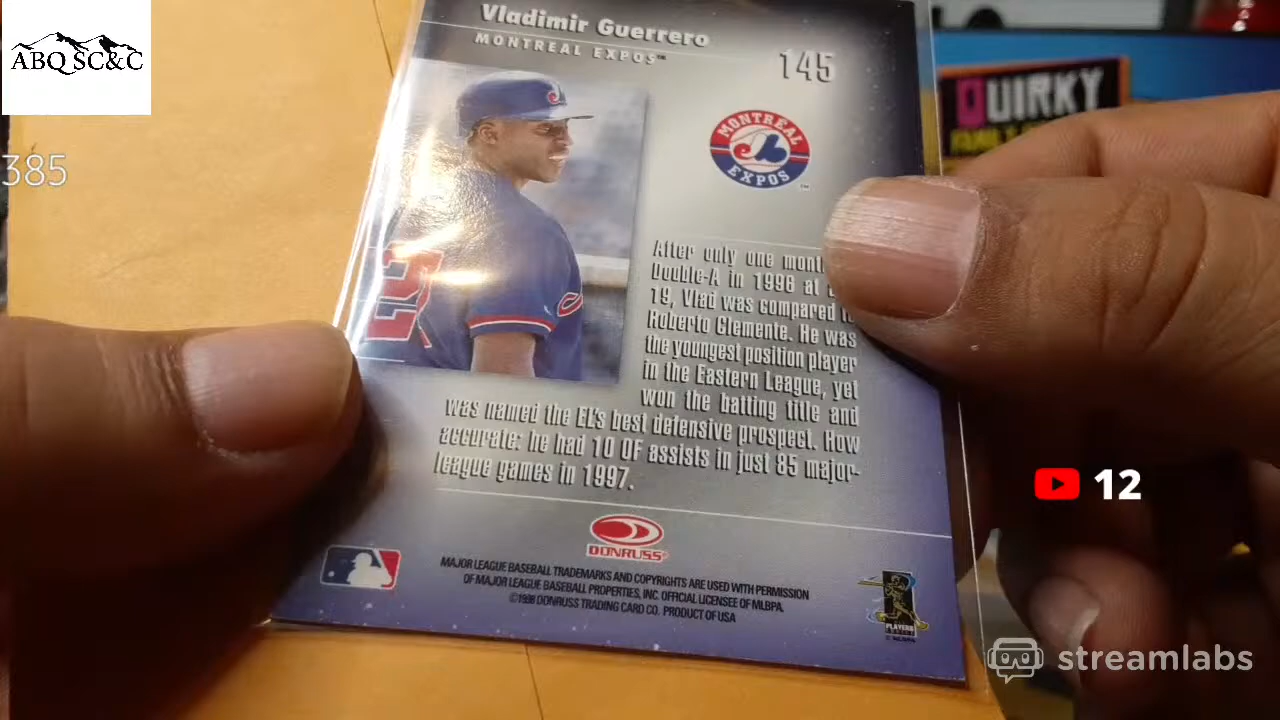 ABQ SC&C
385
Vladimir Guerrero
MONTREAL EXPOS™
145
MONTREAL
EXPOS
QUIRKY
2
After only one mont
Double-A in 1996 at
19, Vlad was compared
Roberto Clemente. He was
the youngest position player
in the Eastern League, yet
won the batting title and
was named the EL's best defensive prospect. How
accurate: he had 10 OF assists in just 85 major-
league games in 1997.
DONRUSS
MAJOR LEAGUE BASEBALL TRADEMARKS AND COPYRIGHTS ARE USED WITH PERMISSION
OF MAJOR LEAGUE BASEBALL PROPERTIES, INC. OFFICIAL LICENSEE OF MLBPA.
©1998 DONRUSS TRADING CARD CO. PRODUCT OF USA
PLAYERS
12
streamlabs